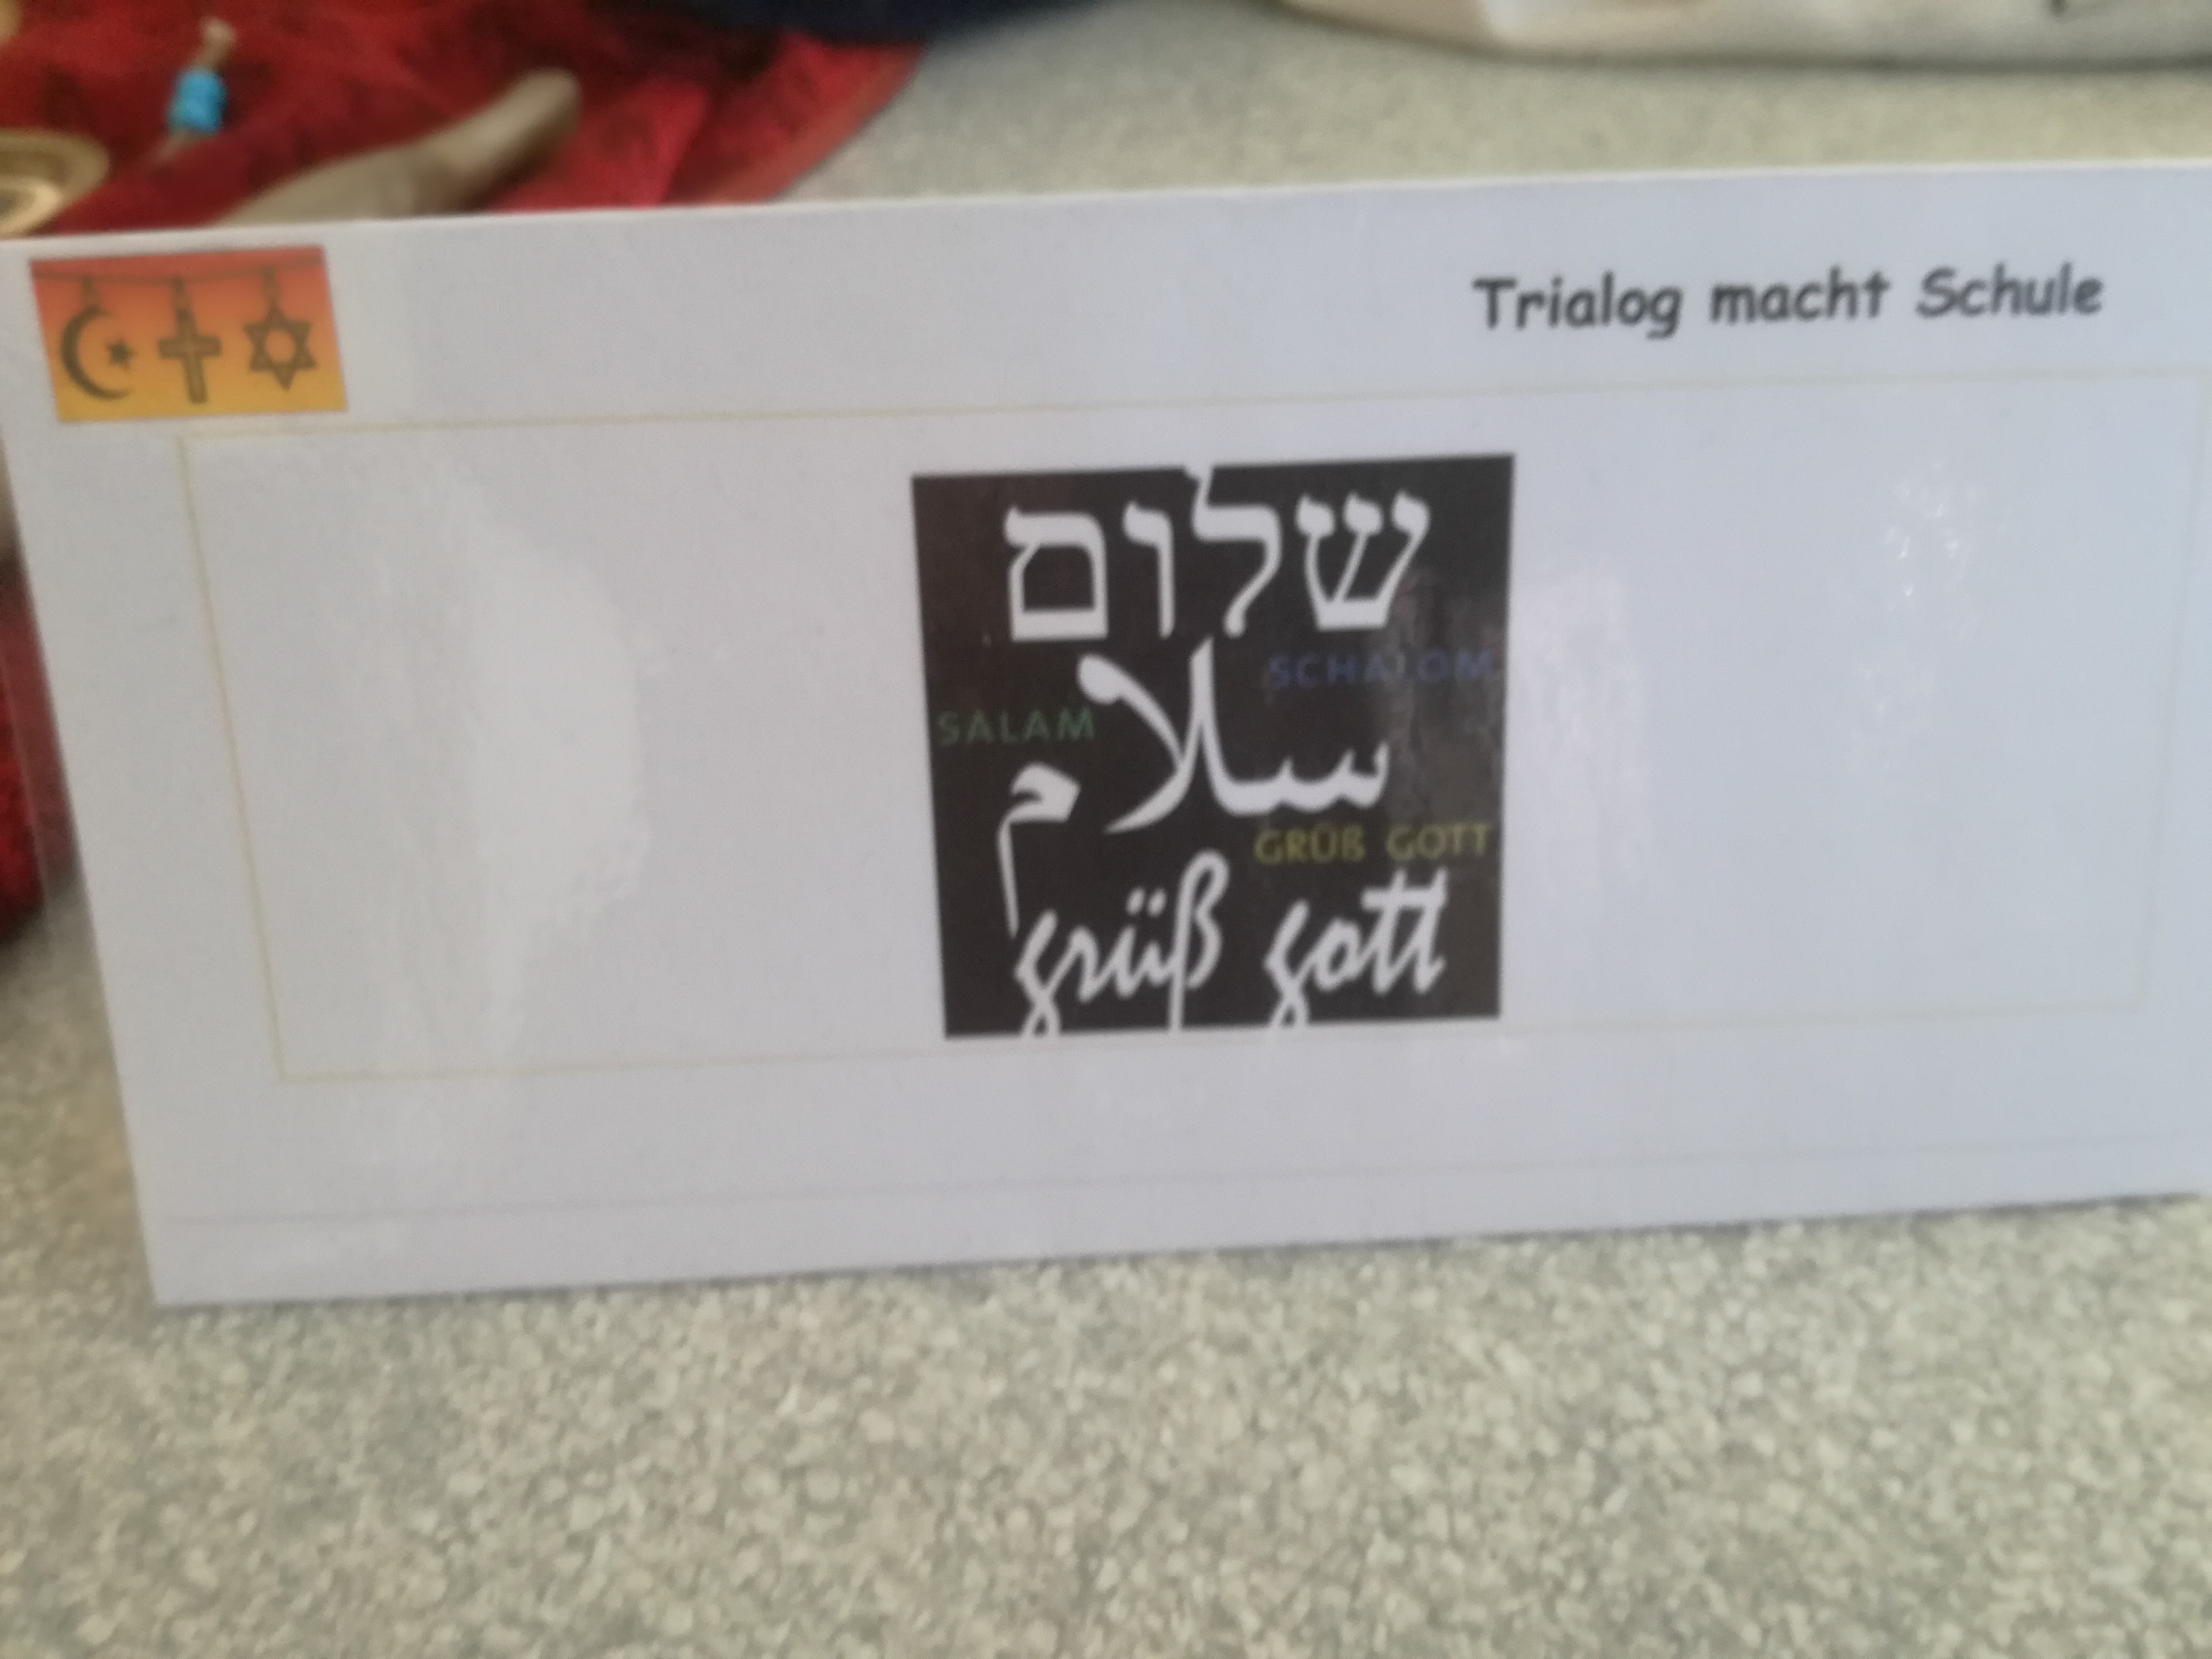 Trialog macht Schule
שלום
SCHALOM
SALAM
سلام
GRÜß GOTT
grüß gott